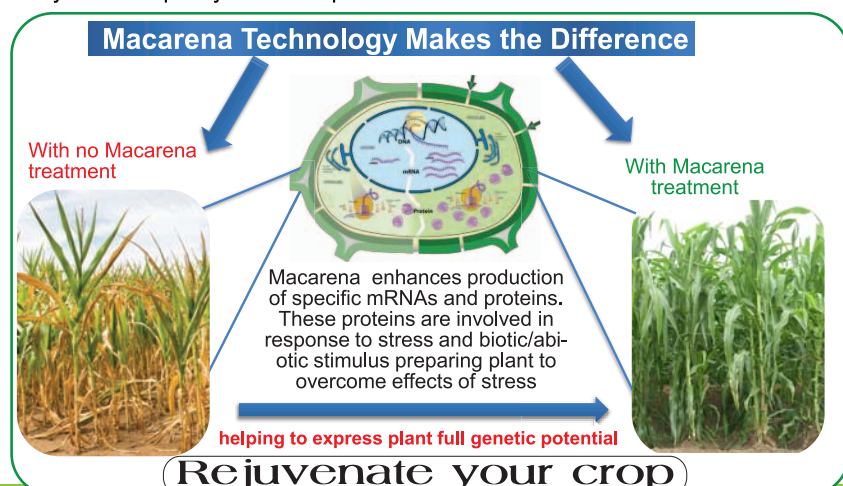 Macarena Technology Makes the Difference
With no Macarena
treatment
DNA
mRNA
Protein
With Macarena
treatment
Macarena enhances production
of specific mRNAs and proteins.
These proteins are involved in
response to stress and biotic/abi-
otic stimulus preparing plant to
overcome effects of stress
helping to express plant full genetic potential
Rejuvenate your crop